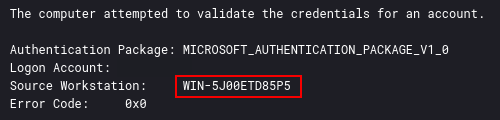 The computer attempted to validate the credentials for an account.
Authentication Package: MICROSOFT_AUTHENTICATION_PACKAGE_V1_0
Logon Account:
Source Workstation: WIN-5J00ETD85P5
Error Code: 0x0